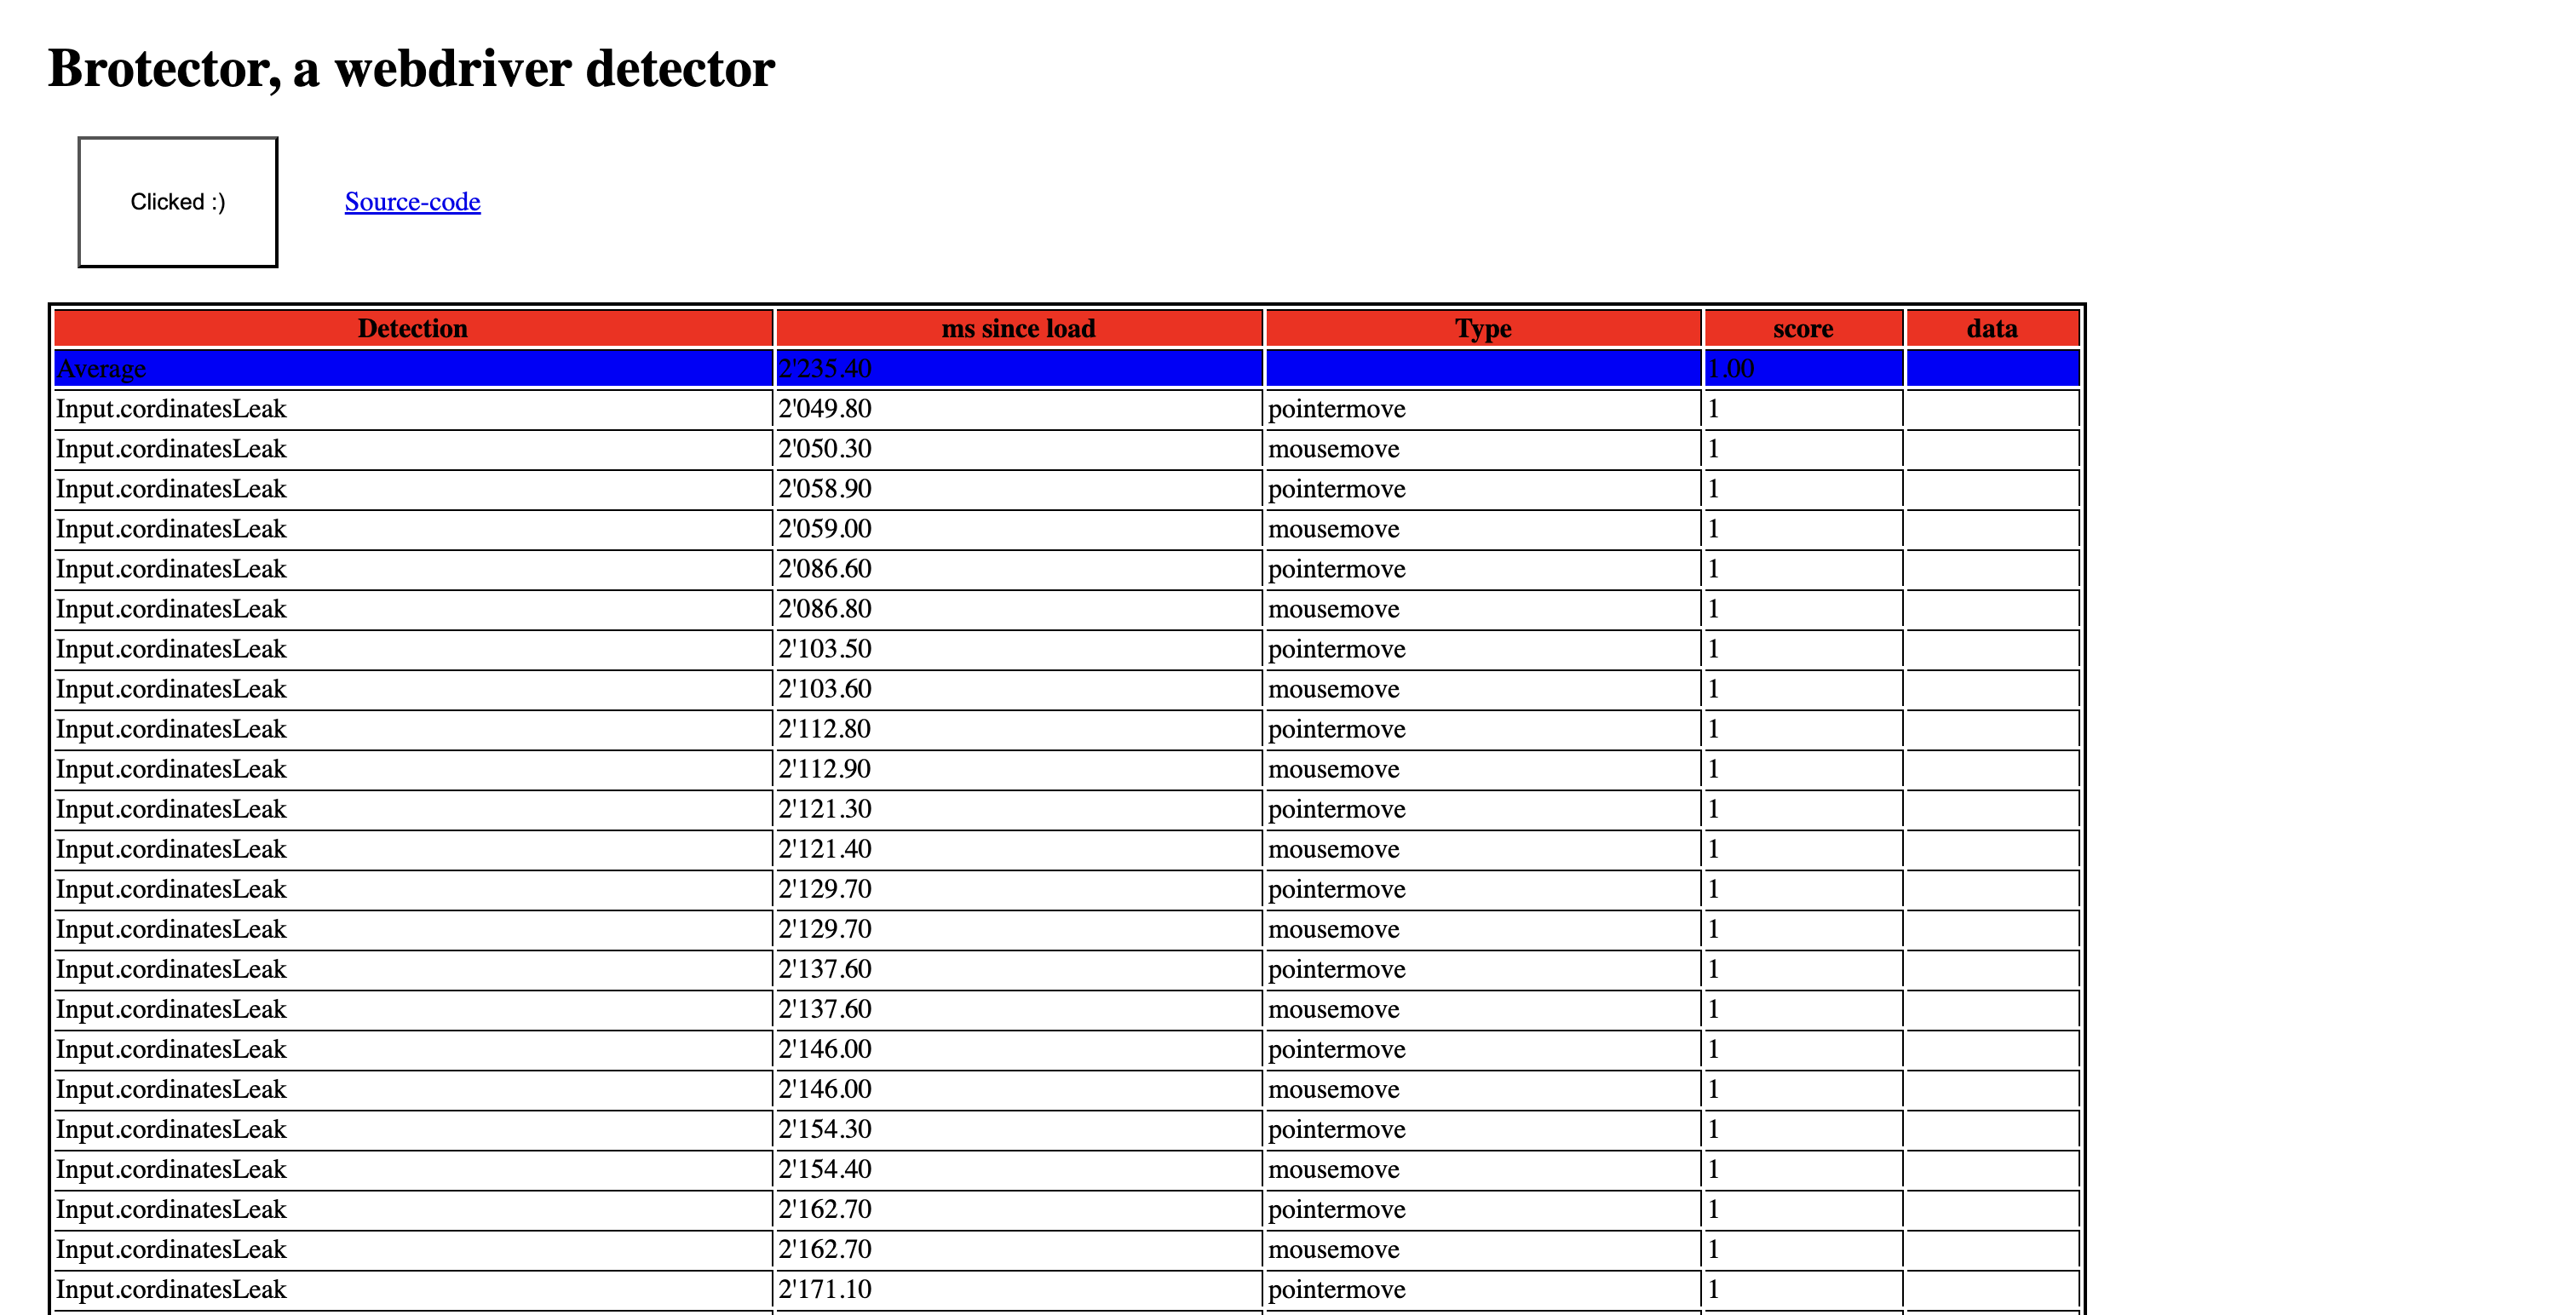 Brotector, a webdriver detector
Clicked :) Source-code
Detection ms since load Type score data
Average 2'235.40 1.00
Input.cordinatesLeak 2'049.80 pointermove 1
Input.cordinatesLeak 2'050.30 mousemove 1
Input.cordinatesLeak 2'058.90 pointermove 1
Input.cordinatesLeak 2'059.00 mousemove 1
Input.cordinatesLeak 2'086.60 pointermove 1
Input.cordinatesLeak 2'086.80 mousemove 1
Input.cordinatesLeak 2'103.50 pointermove 1
Input.cordinatesLeak 2'103.60 mousemove 1
Input.cordinatesLeak 2'112.80 pointermove 1
Input.cordinatesLeak 2'112.90 mousemove 1
Input.cordinatesLeak 2'121.30 pointermove 1
Input.cordinatesLeak 2'121.40 mousemove 1
Input.cordinatesLeak 2'129.70 pointermove 1
Input.cordinatesLeak 2'129.70 mousemove 1
Input.cordinatesLeak 2'137.60 pointermove 1
Input.cordinatesLeak 2'137.60 mousemove 1
Input.cordinatesLeak 2'146.00 pointermove 1
Input.cordinatesLeak 2'146.00 mousemove 1
Input.cordinatesLeak 2'154.30 pointermove 1
Input.cordinatesLeak 2'154.40 mousemove 1
Input.cordinatesLeak 2'162.70 pointermove 1
Input.cordinatesLeak 2'162.70 mousemove 1
Input.cordinatesLeak 2'171.10 pointermove 1